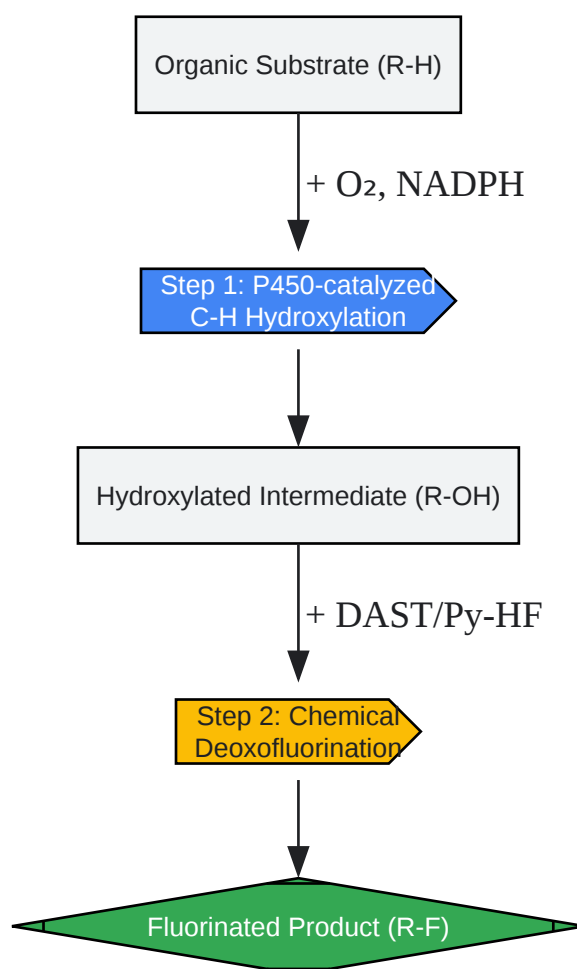 Organic Substrate (R-H)
+ O₂, NADPH
Step 1: P450-catalyzed
C-H Hydroxylation
Hydroxylated Intermediate (R-OH)
+ DAST/Py-HF
Step 2: Chemical
Deoxofluorination
Fluorinated Product (R-F)